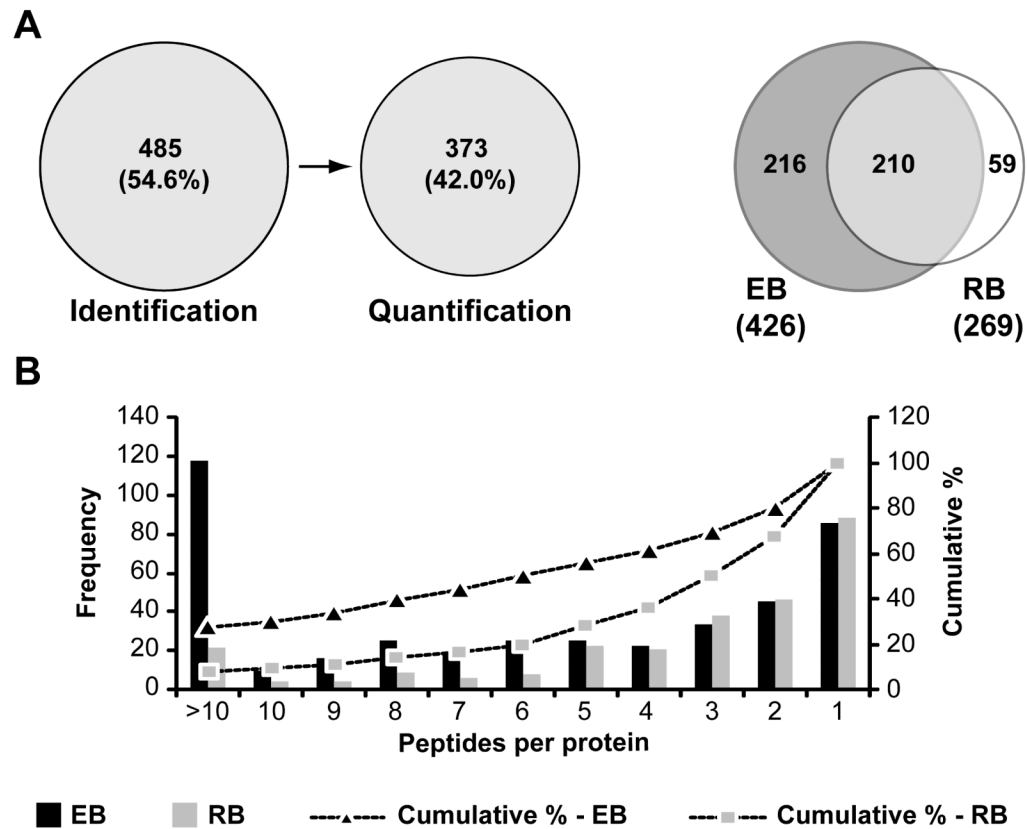 A
485
(54.6%)
373
(42.0%)
Identification
Quantification
216
210
59
EB
(426)
RB
(269)
B
140
120
100
80
60
40
20
0
Frequency
120
100
80
60
40
20
0
Cumulative %
>10 10 9 8 7 6 5 4 3 2 1
Peptides per protein
EB RB Cumulative % - EB Cumulative % - RB